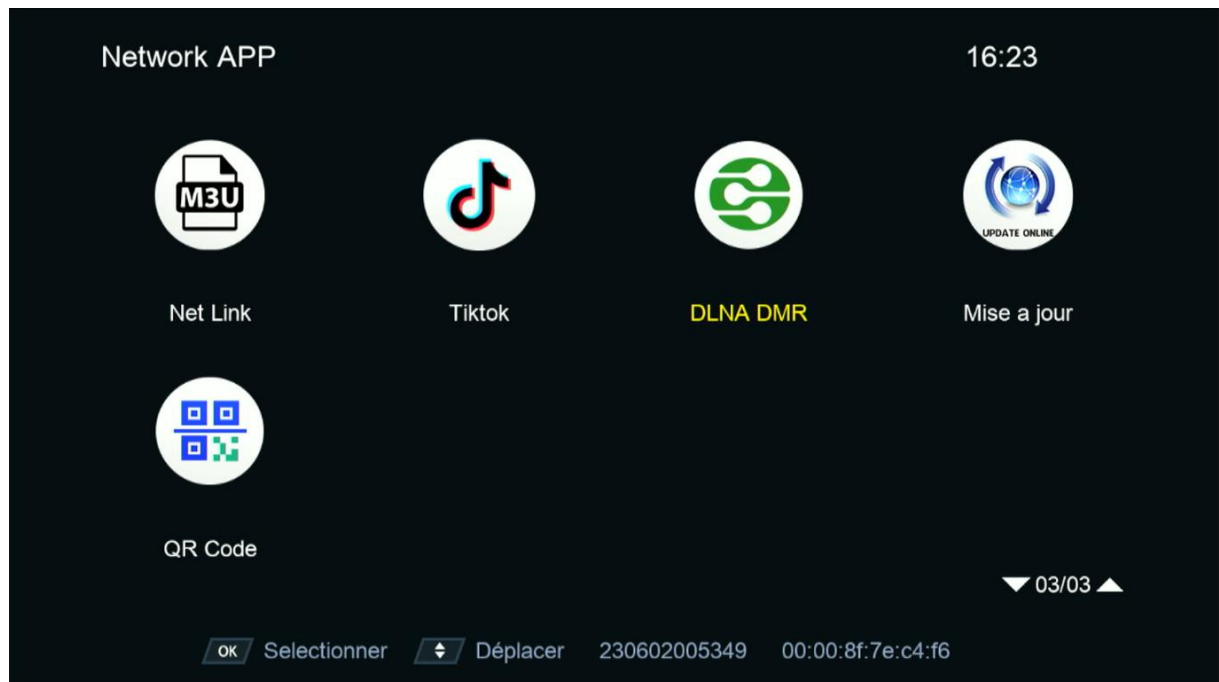 Network APP 16:23
M3U
UPDATE ONLINE
Net Link Tiktok DLNA DMR Mise a jour
QR Code
03/03
OK Selectionner Déplacer 230602005349 00:00:8f:7e:c4:f6